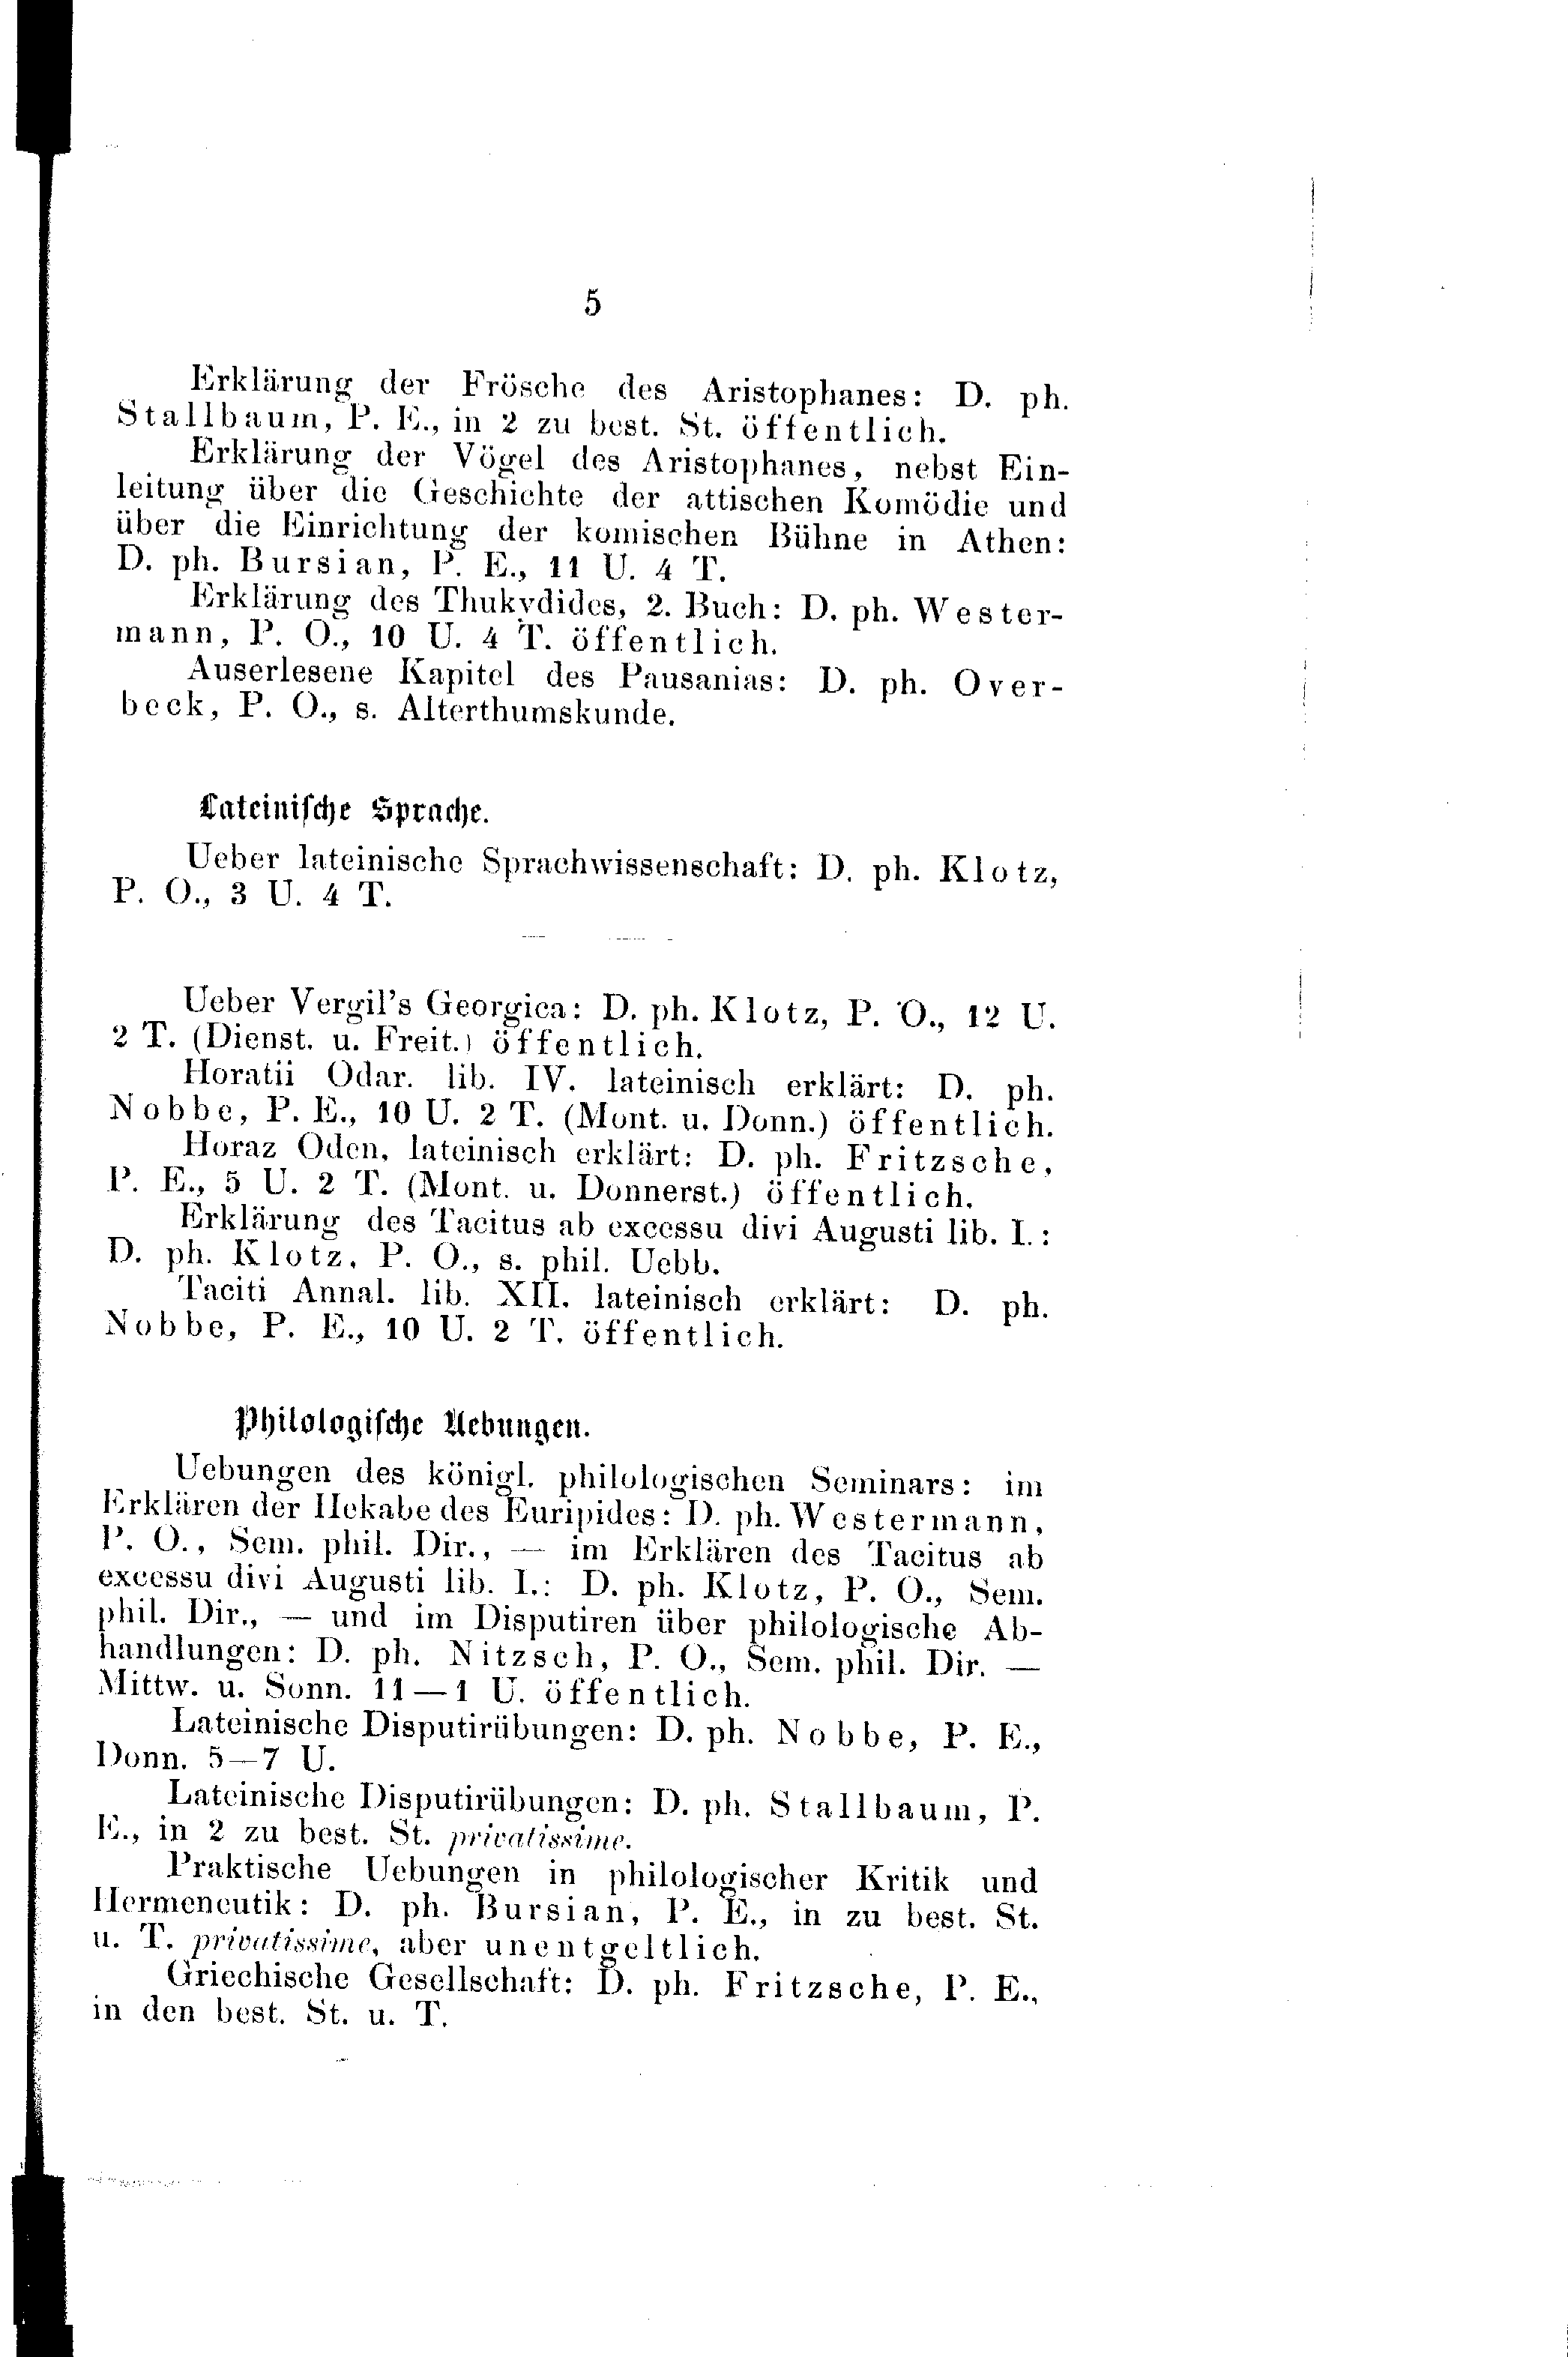 5
Erklärung der Frösche des Aristophanes: D. ph.
Stallbaum, P. E., in 2 zu best. St. öffentlich.
Erklärung der Vögel des Aristophanes, nebst Ein-
leitung über die Geschichte der attischen Komödie und
über die Einrichtung der komischen Bühne in Athen:
D. ph. Bursian, P. E., 11 U. 4 T.
Erklärung des Thukydides, 2. Buch: D. ph. Wester-
mann, P. O., 10 U. 4 T. öffentlich.
Auserlesene Kapitel des Pausanias: D. ph. Over-
beck, P. O., s. Alterthumskunde.
Lateinische Sprache.
Ueber lateinische Sprachwissenschaft: D. ph. Klotz,
P. O., 3 U. 4 T.
Ueber Vergil's Georgica: D. ph. Klotz, P. O., 12 U.
2 T. (Dienst. u. Freit.) öffentlich.
Horatii Odar. lib. IV. lateinisch erklärt: D. ph.
Nobbe, P. E., 10 U. 2 T. (Mont. u. Donn.) öffentlich.
Horaz Oden, lateinisch erklärt: D. ph. Fritzsche,
P. E., 5 U. 2 T. (Mont. u. Donnerst.) öffentlich.
Erklärung des Tacitus ab excessu divi Augusti lib. I.:
D. ph. Klotz, P. O., s. phil. Uebb.
Taciti Annal. lib. XII. lateinisch erklärt: D. ph.
Nobbe, P. E., 10 U. 2 T. öffentlich.
Philologische Uebungen.
Uebungen des königl. philologischen Seminars: im
Erklären der Hekabe des Euripides: D. ph. Westermann,
P. O., Sem. phil. Dir., — im Erklären des Tacitus ab
excessu divi Augusti lib. I.: D. ph. Klotz, P. O., Sem.
phil. Dir., — und im Disputiren über philologische Ab-
handlungen: D. ph. Nitzsch, P. O., Sem. phil. Dir. —
Mittw. u. Sonn. 11—1 U. öffentlich.
Lateinische Disputirübungen: D. ph. Nobbe, P. E.,
Donn. 5—7 U.
Lateinische Disputirübungen: D. ph. Stallbaum, P.
E., in 2 zu best. St. privatissime.
Praktische Uebungen in philologischer Kritik und
Hermeneutik: D. ph. Bursian, P. E., in zu best. St.
u. T. privatissime, aber unentgeltlich.
Griechische Gesellschaft: D. ph. Fritzsche, P. E.,
in den best. St. u. T.